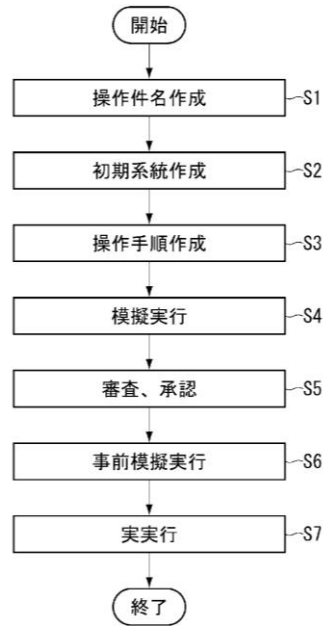 開始
操作件名作成 S1
初期系統作成 S2
操作手順作成 S3
模擬実行 S4
審査、承認 S5
事前模擬実行 S6
実実行 S7
終了